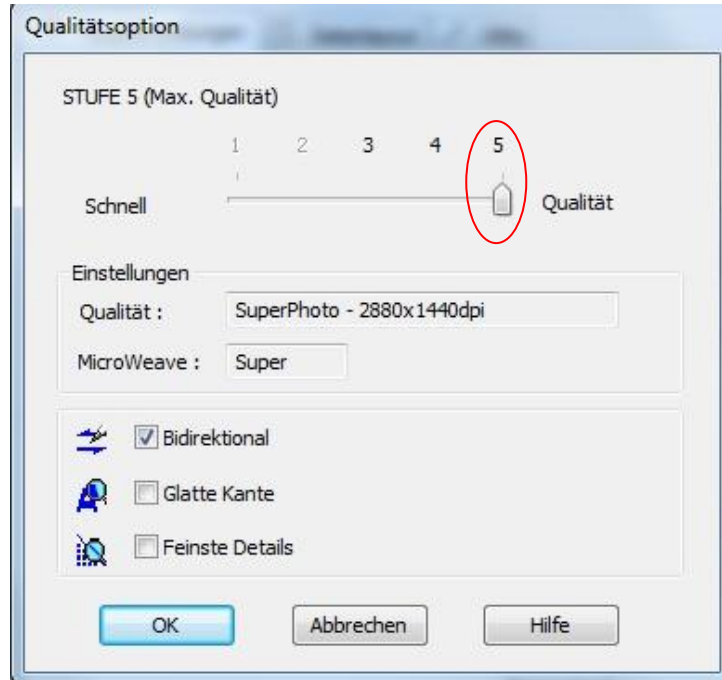 Qualitätsoption
STUFE 5 (Max. Qualität)
1 2 3 4 5
Schnell Qualität
Einstellungen
Qualität : SuperPhoto - 2880x1440dpi
MicroWeave : Super
Bidirektional
Glatte Kante
Feinste Details
OK Abbrechen Hilfe